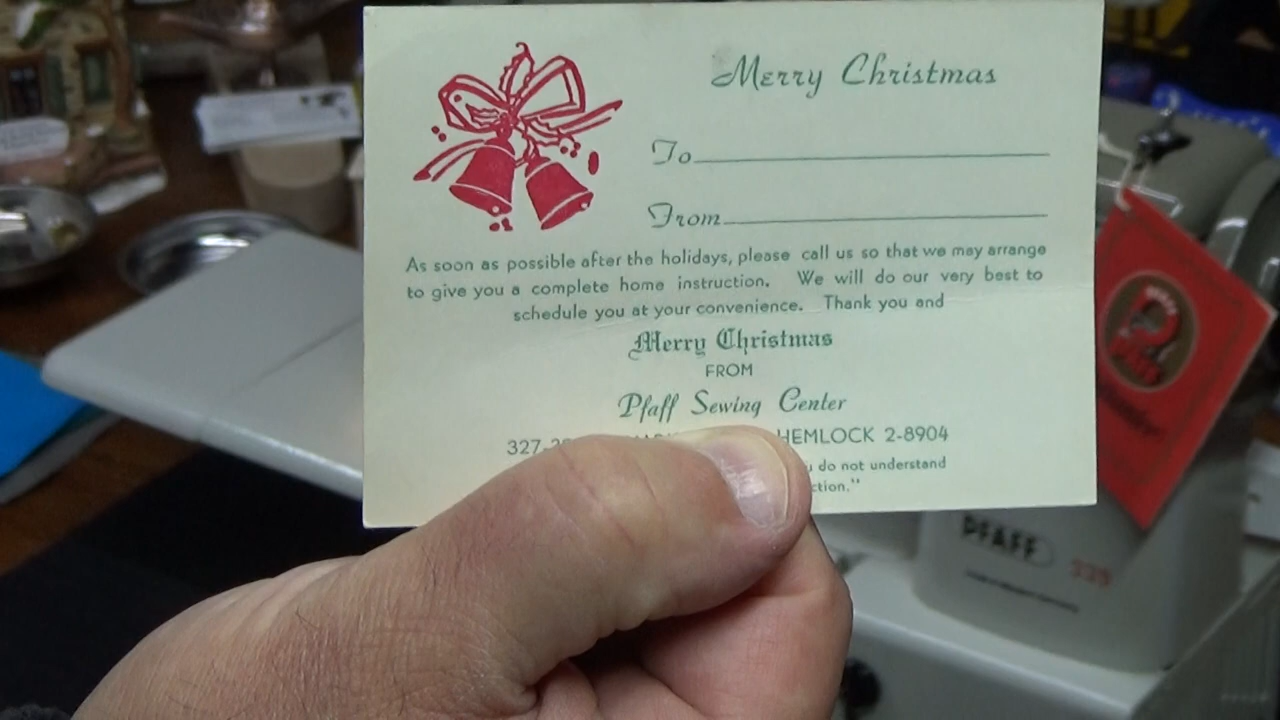 Merry Christmas
To
From
As soon as possible after the holidays, please call us so that we may arrange
to give you a complete home instruction. We will do our very best to
schedule you at your convenience. Thank you and
Merry Christmas
FROM
Pfaff Sewing Center
HEMLOCK 2-8904
do not understand
PFAFF